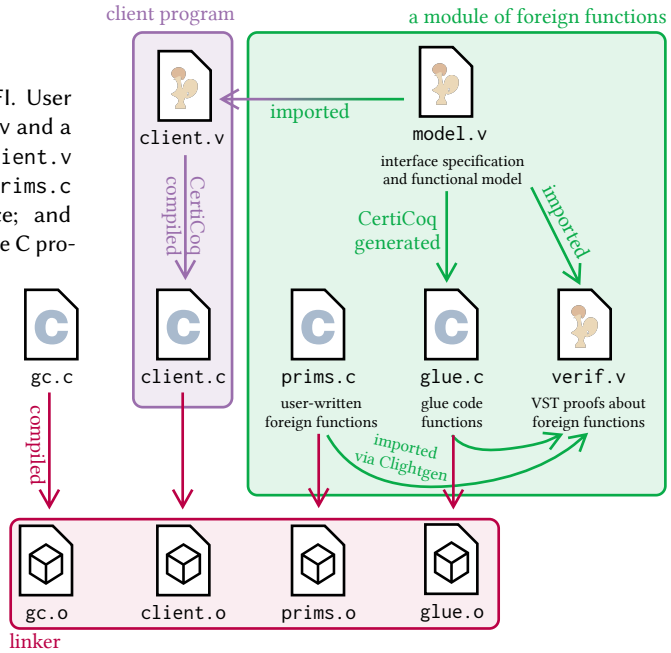 client program
a module of foreign functions
FI. User
v and a
ient.v
rims.c
ce; and
e C pro-
client.v
imported
model.v
interface specification
and functional model
CertiCoq
compiled
CertiCoq
generated
imported
C
C
C
gc.c
client.c
prims.c
glue.c
verif.v
user-written
foreign functions
glue code
functions
VST proofs about
foreign functions
compiled
imported
via Clightgen
gc.o
client.o
prims.o
glue.o
linker